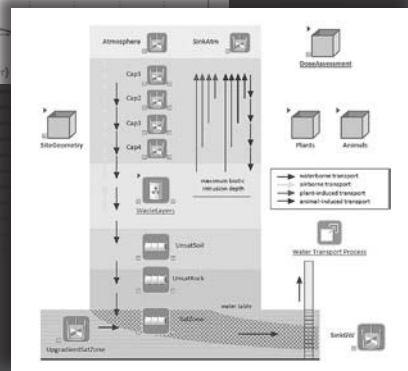 Atmosphere
SinkAtm
Cap1
Cap2
Cap3
Cap4
SiteGeometry
WasteLayers
maximum biotic
intrusion depth
DoseAssessment
Plants
Animals
waterborne transport
airborne transport
plant-induced transport
animal-induced transport
Water Transport Process
UnsatSoil
UnsatRock
water table
SatZone
UpgradientSatZone
SinkGW